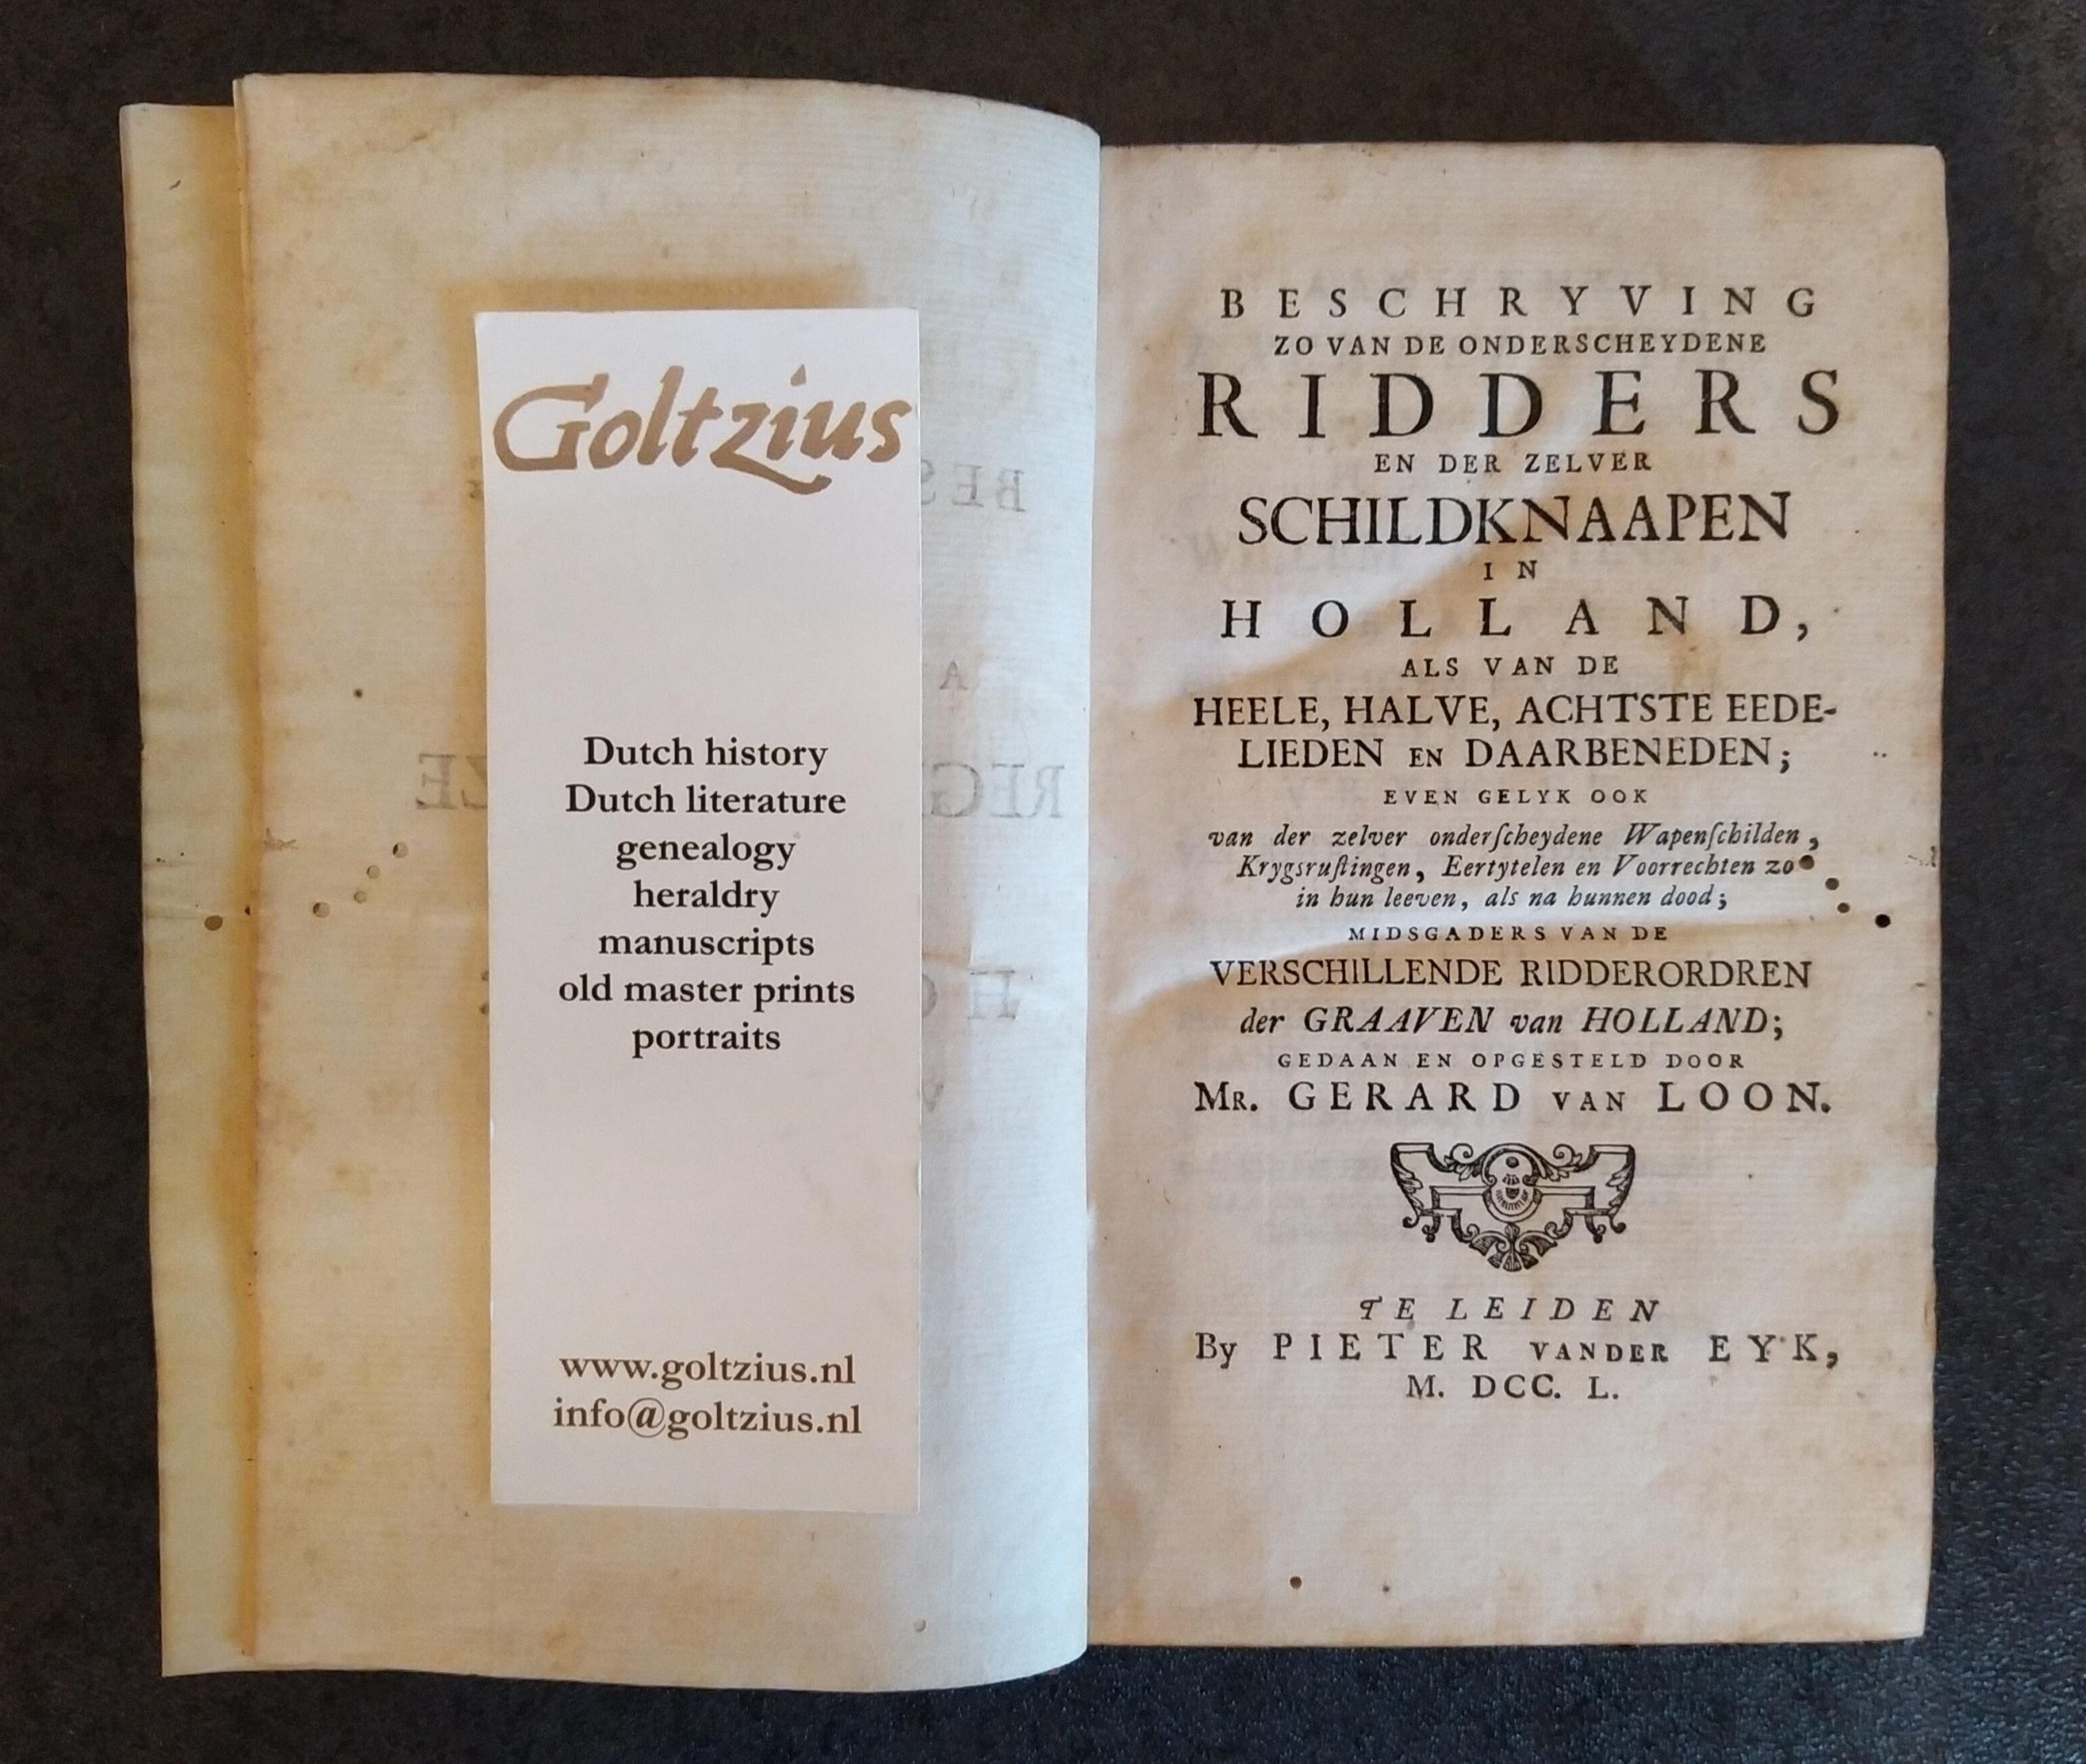 Goltzius
Dutch history
Dutch literature
genealogy
heraldry
manuscripts
old master prints
portraits
www.goltzius.nl
info@goltzius.nl
BESCHRYVING
ZO VAN DE ONDERSCHEYDENE
RIDDERS
EN DER ZELVER
SCHILDKNAAPEN
IN
HOLLAND,
ALS VAN DE
HEELE, HALVE, ACHTSTE EEDE-
LIEDEN EN DAARBENEDEN;
EVEN GELYK OOK
van der zelver onderſcheydene Wapenſchilden,
Krygsruſtingen, Eertytelen en Voorrechten zo
in hun leeven, als na hunnen dood;
MIDSGADERS VAN DE
VERSCHILLENDE RIDDERORDREN
der GRAAVEN van HOLLAND;
GEDAAN EN OPGESTELD DOOR
MR. GERARD VAN LOON.
TE LEIDEN
By PIETER VANDER EYK,
M. DCC. L.